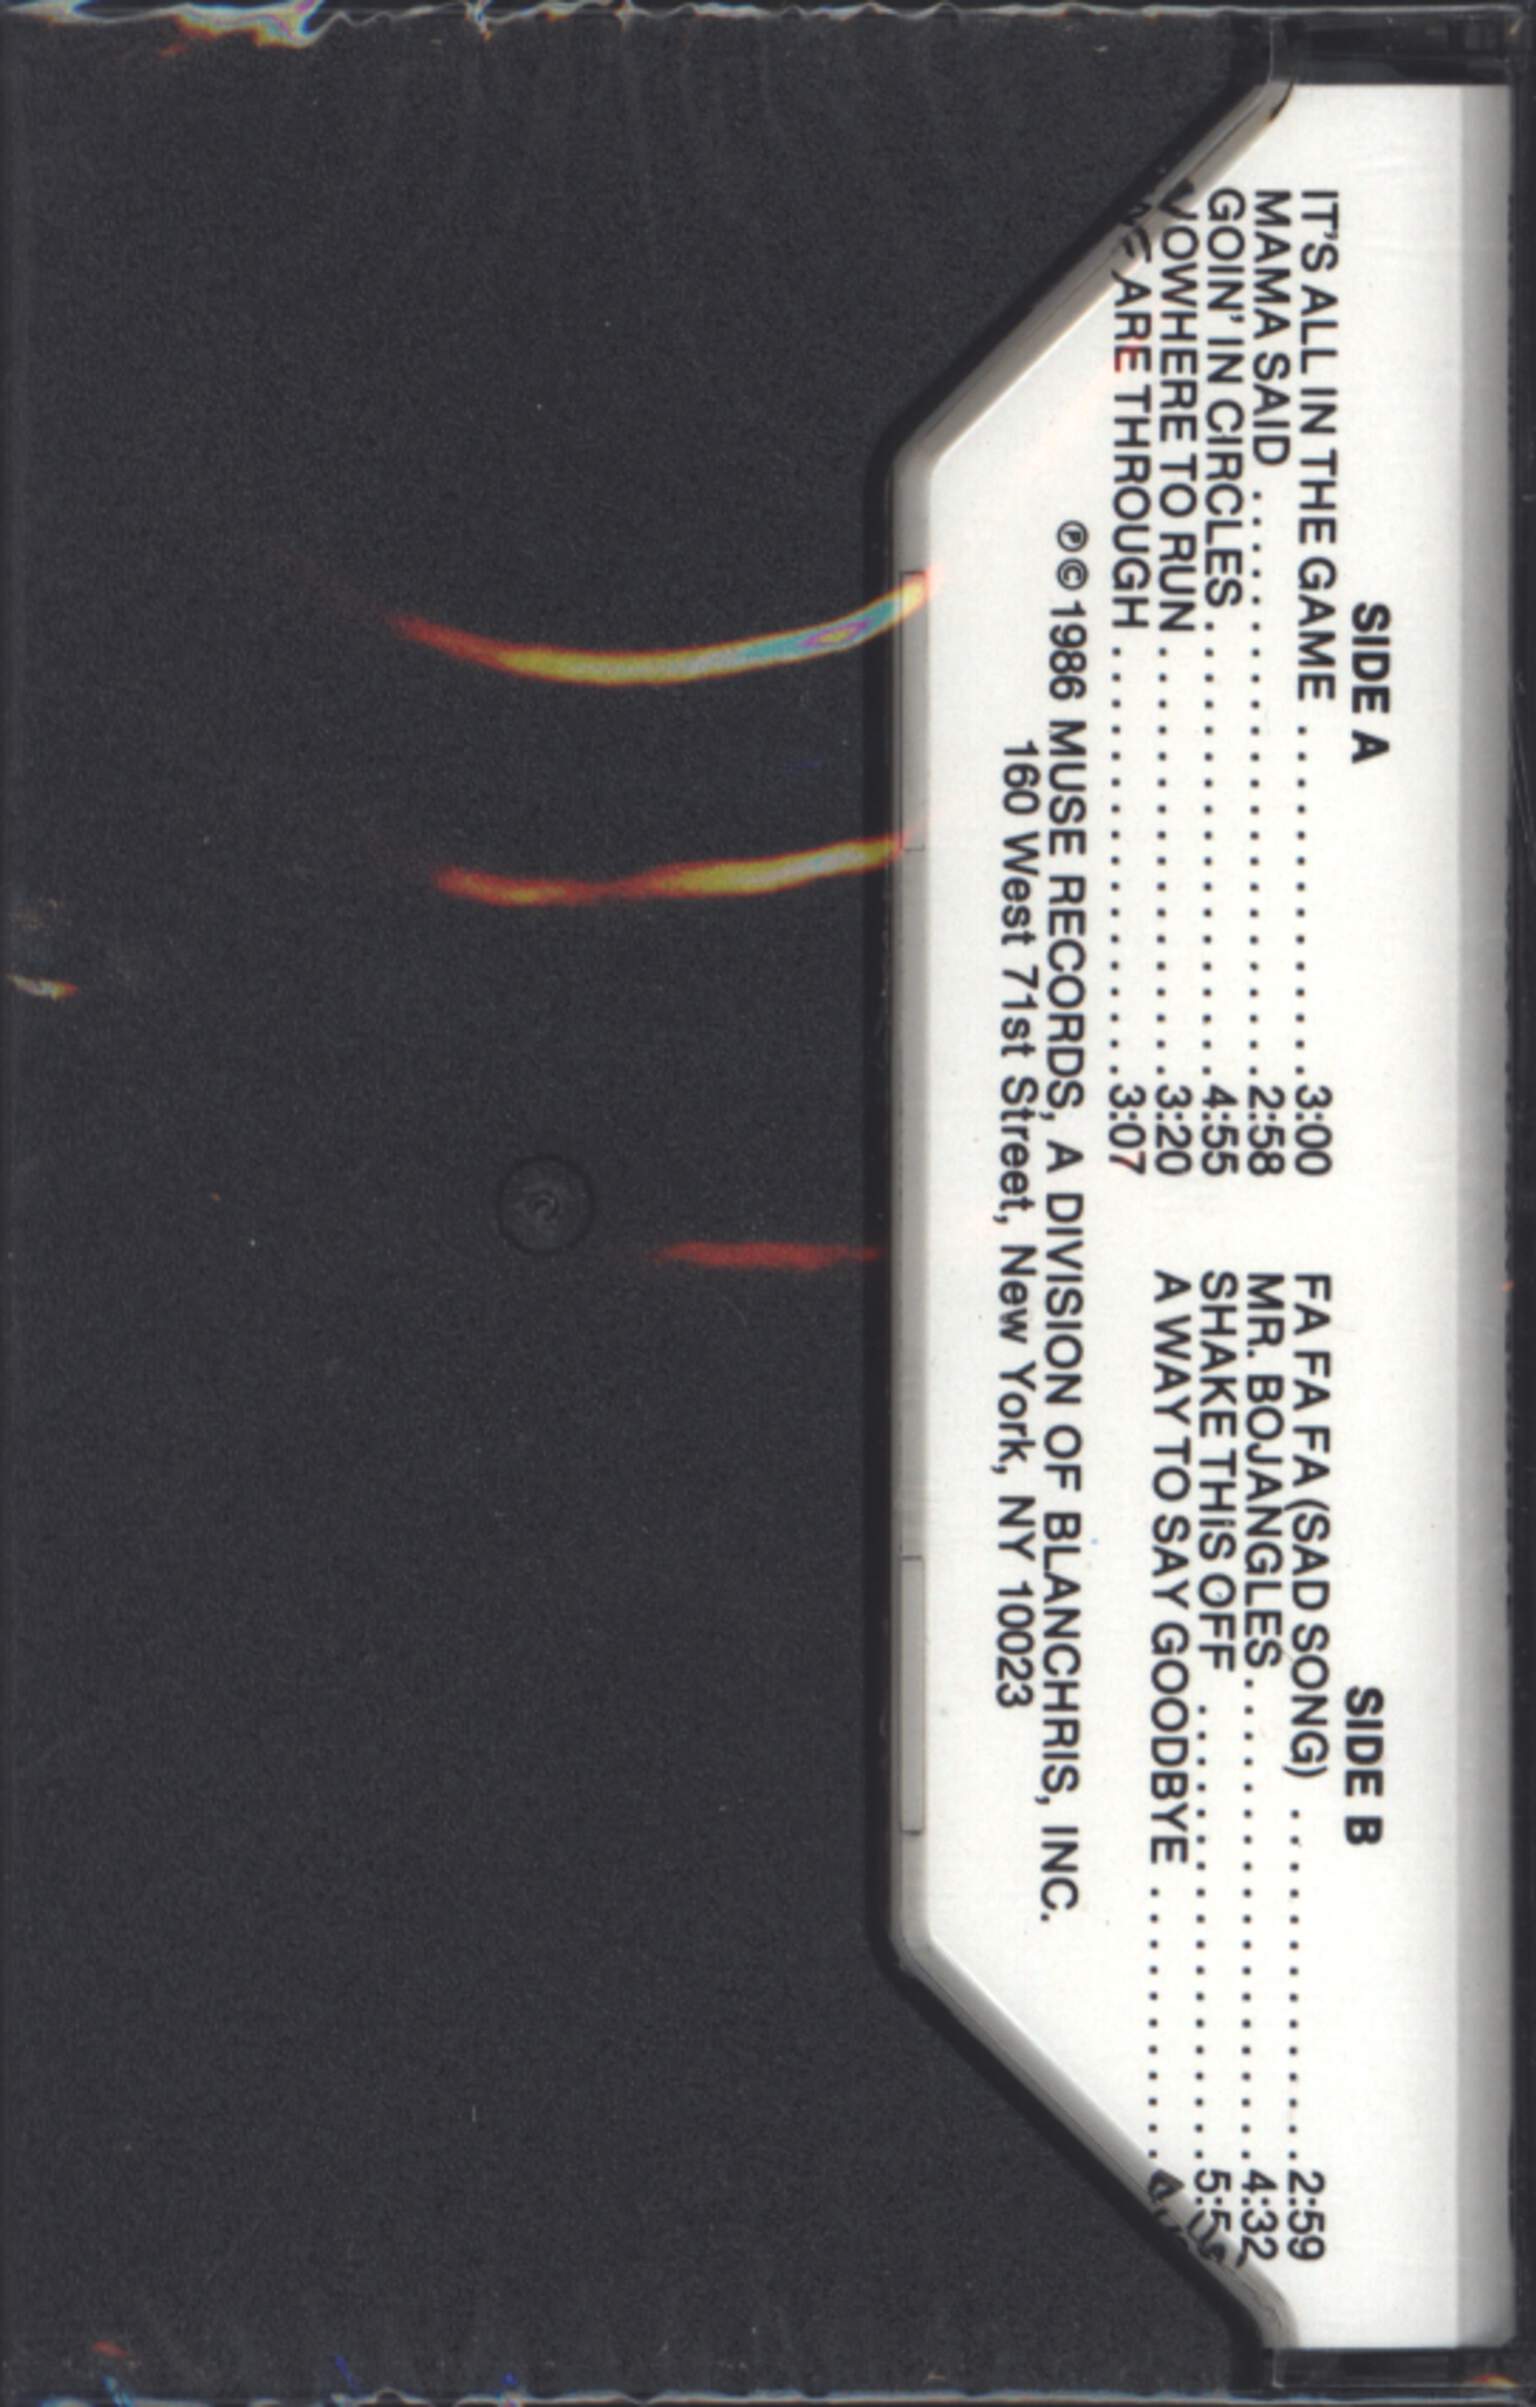 SIDE A
IT'S ALL IN THE GAME . . . . . . . . . . . . . . 3:00
MAMA SAID . . . . . . . . . . . . . . . . . . . . . 2:58
GOIN' IN CIRCLES . . . . . . . . . . . . . . . . . 4:55
NOWHERE TO RUN . . . . . . . . . . . . . . . . 3:20
WE ARE THROUGH . . . . . . . . . . . . . . . . 3:07
SIDE B
FA FA FA FA (SAD SONG) . . . . . . . . . . . . . 2:59
MR. BOJANGLES . . . . . . . . . . . . . . . . . . 4:32
SHAKE THIS OFF . . . . . . . . . . . . . . . . .
A WAY TO SAY GOODBYE . . . . . . . . . . .
℗©1986 MUSE RECORDS, A DIVISION OF BLANCHRIS, INC.
160 West 71st Street, New York, NY 10023